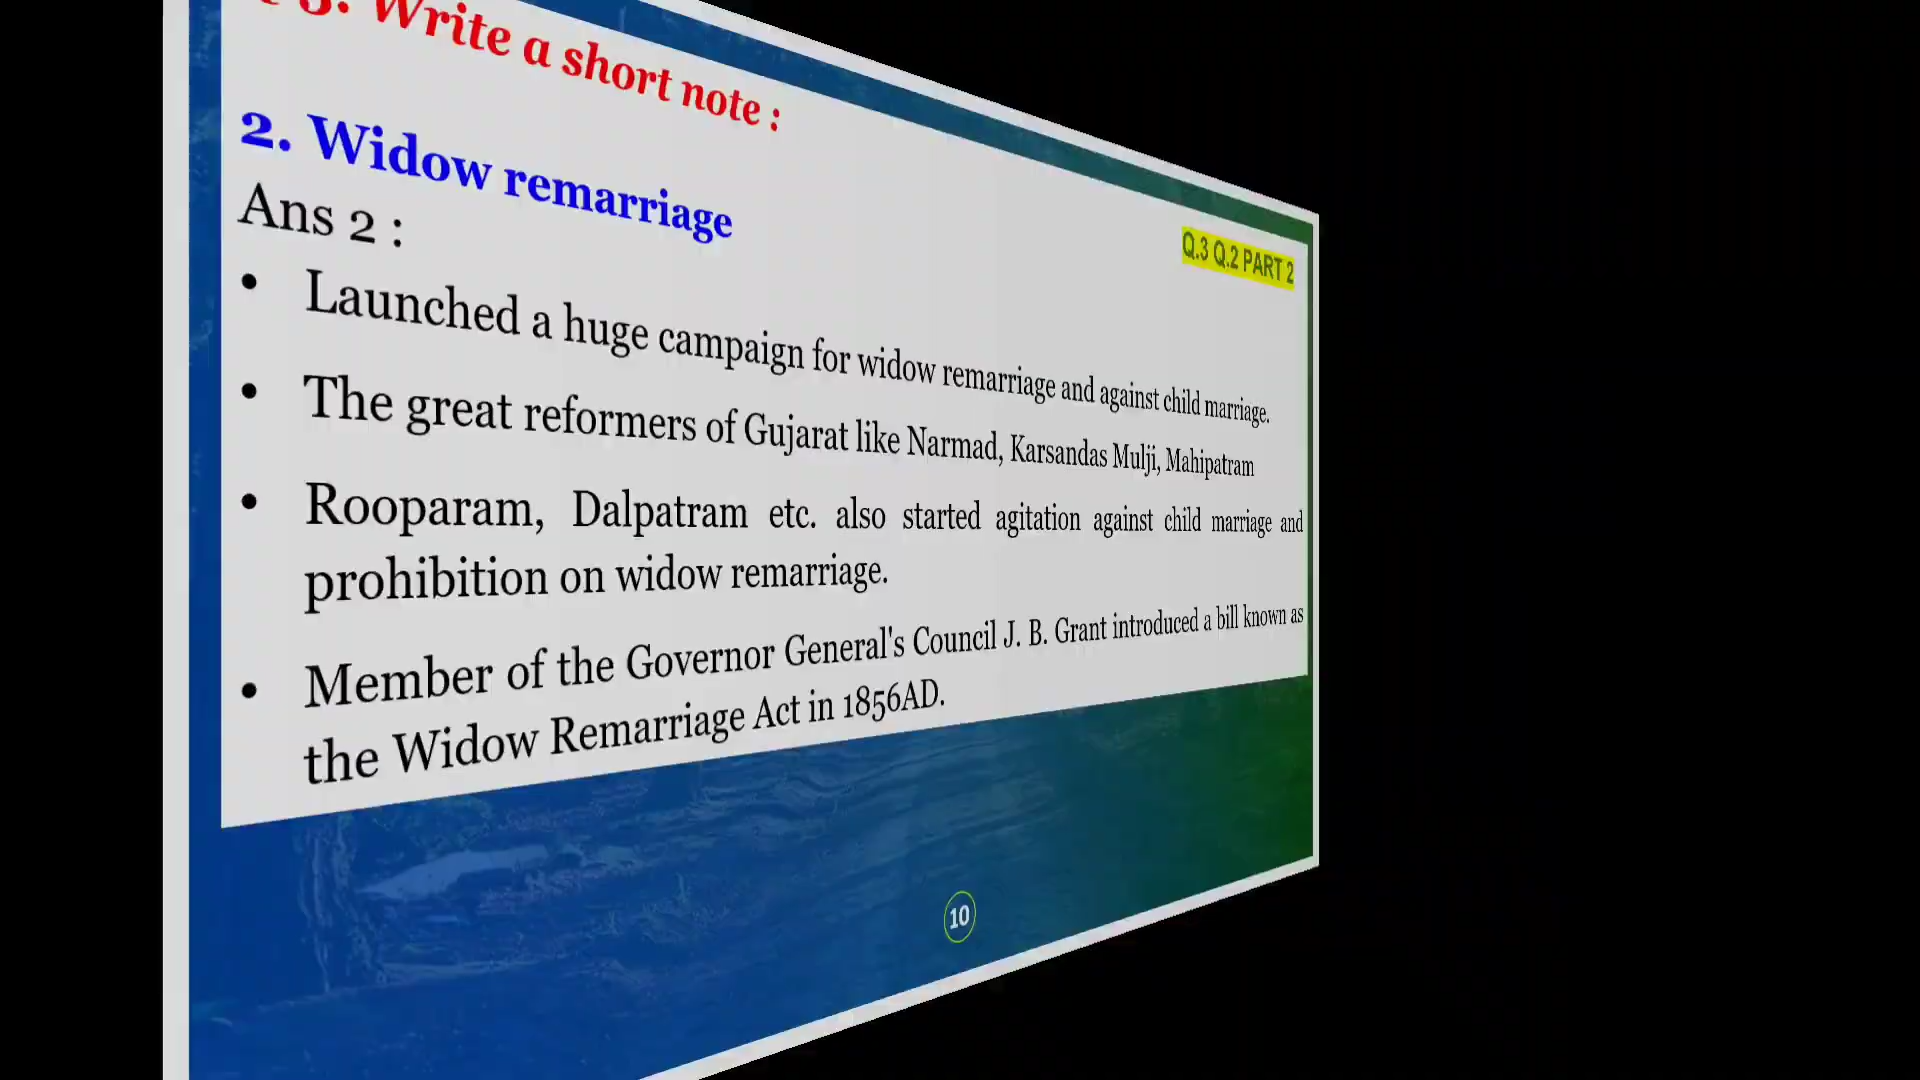 3. Write a short note :
2. Widow remarriage
Ans 2 :
Q.3 Q.2 PART 2
• Launched a huge campaign for widow remarriage and against child marriage.
• The great reformers of Gujarat like Narmad, Karsandas Mulji, Mahipatram
• Rooparam, Dalpatram etc. also started agitation against child marriage and
prohibition on widow remarriage.
• Member of the Governor General's Council J. B. Grant introduced a bill known as
the Widow Remarriage Act in 1856AD.
10